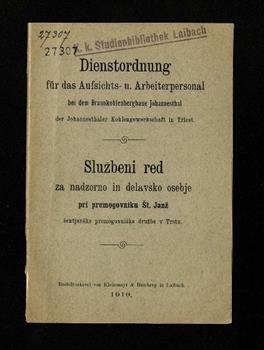 27307
27307
K. k. Studienbibliothek Laibach
Dienstordnung
für das Aufsichts- u. Arbeiterpersonal
bei dem Braunkohlenbergbaue Johannesthal
der Johannesthaler Kohlengewerkschaft in Triest.
Službeni red
za nadzorno in delavsko osebje
pri premogovniku Št. Janž
šentjanške premogovniške družbe v Trstu.
Buchdruckerei von Kleinmayr & Bamberg in Laibach.
1910.